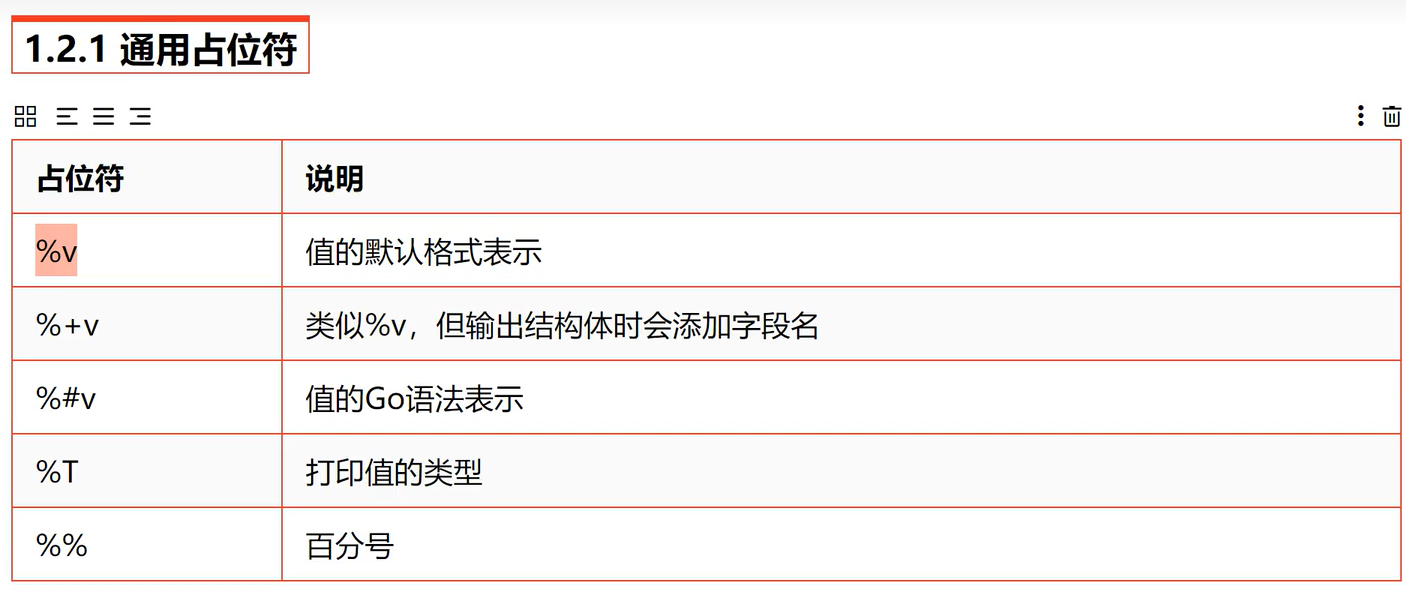 1.2.1 通用占位符
占位符 说明
%v 值的默认格式表示
%+v 类似%v，但输出结构体时会添加字段名
%#v 值的Go语法表示
%T 打印值的类型
%% 百分号